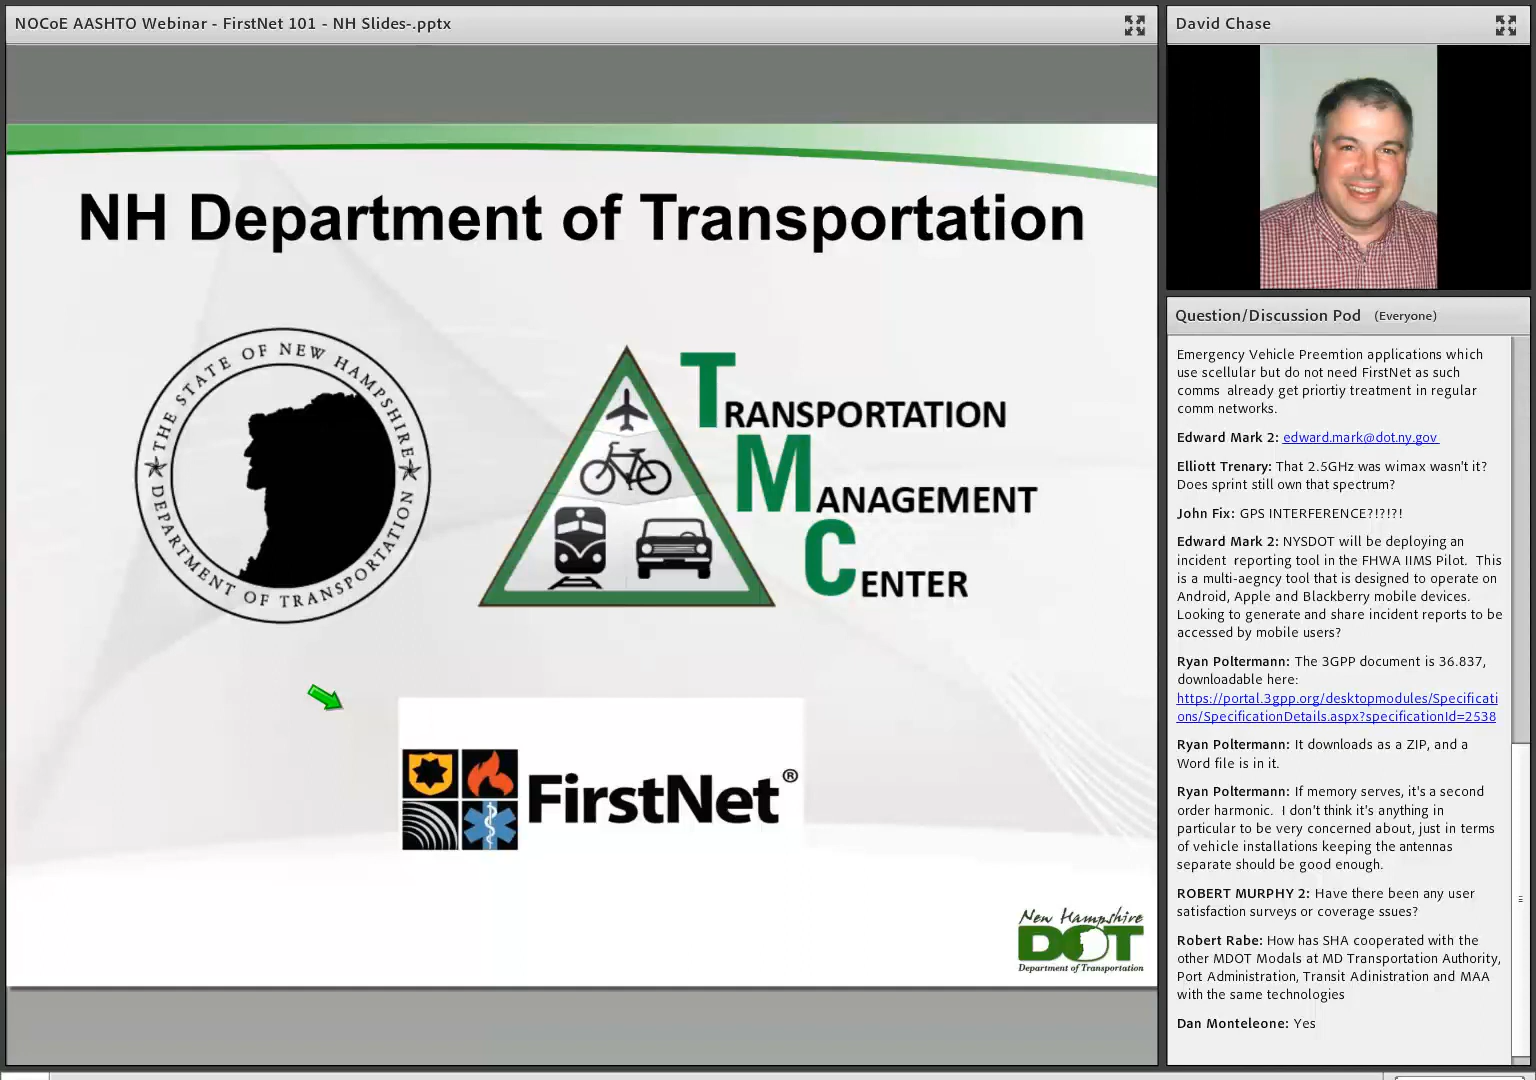 NOCoE AASHTO Webinar - FirstNet 101 - NH Slides-.pptx
NH Department of Transportation
THE STATE OF NEW HAMPSHIRE
DEPARTMENT OF TRANSPORTATION
TRANSPORTATION
MANAGEMENT
CENTER
FirstNet®
New Hampshire
DOT
Department of Transportation
David Chase
Question/Discussion Pod (Everyone)
Emergency Vehicle Preemtion applications which
use scellular but do not need FirstNet as such
comms already get priortiy treatment in regular
comm networks.
Edward Mark 2: edward.mark@dot.ny.gov
Elliott Trenary: That 2.5GHz was wimax wasn't it?
Does sprint still own that spectrum?
John Fix: GPS INTERFERENCE?!?!?!
Edward Mark 2: NYSDOT will be deploying an
incident reporting tool in the FHWA IIMS Pilot. This
is a multi-aegncy tool that is designed to operate on
Android, Apple and Blackberry mobile devices.
Looking to generate and share incident reports to be
accessed by mobile users?
Ryan Poltermann: The 3GPP document is 36.837,
downloadable here:
https://portal.3gpp.org/desktopmodules/Specificati
ons/SpecificationDetails.aspx?specificationId=2538
Ryan Poltermann: It downloads as a ZIP, and a
Word file is in it.
Ryan Poltermann: If memory serves, it's a second
order harmonic. I don't think it's anything in
particular to be very concerned about, just in terms
of vehicle installations keeping the antennas
separate should be good enough.
ROBERT MURPHY 2: Have there been any user
satisfaction surveys or coverage ssues?
Robert Rabe: How has SHA cooperated with the
other MDOT Modals at MD Transportation Authority,
Port Administration, Transit Adinistration and MAA
with the same technologies
Dan Monteleone: Yes